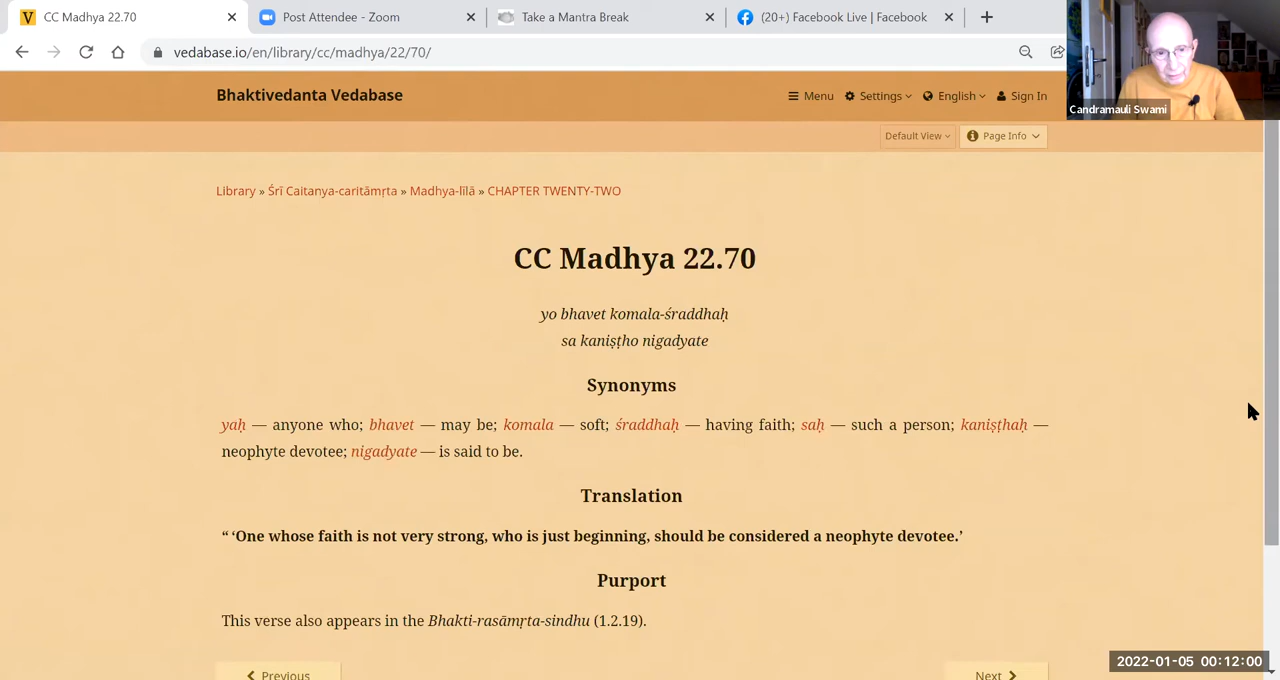 CC Madhya 22.70
Post Attendee - Zoom
Take a Mantra Break
(20+) Facebook Live | Facebook
vedabase.io/en/library/cc/madhya/22/70/
Candramauli Swami
Bhaktivedanta Vedabase
Menu Settings English Sign In
Default View Page Info
Library » Śrī Caitanya-caritāmṛta » Madhya-līlā » CHAPTER TWENTY-TWO
CC Madhya 22.70
yo bhavet komala-śraddhaḥ
sa kaniṣṭho nigadyate
Synonyms
yaḥ — anyone who; bhavet — may be; komala — soft; śraddhaḥ — having faith; saḥ — such a person; kaniṣṭhaḥ —
neophyte devotee; nigadyate — is said to be.
Translation
“ ‘One whose faith is not very strong, who is just beginning, should be considered a neophyte devotee.’
Purport
This verse also appears in the Bhakti-rasāmṛta-sindhu (1.2.19).
Previous Next
2022-01-05 00:12:00